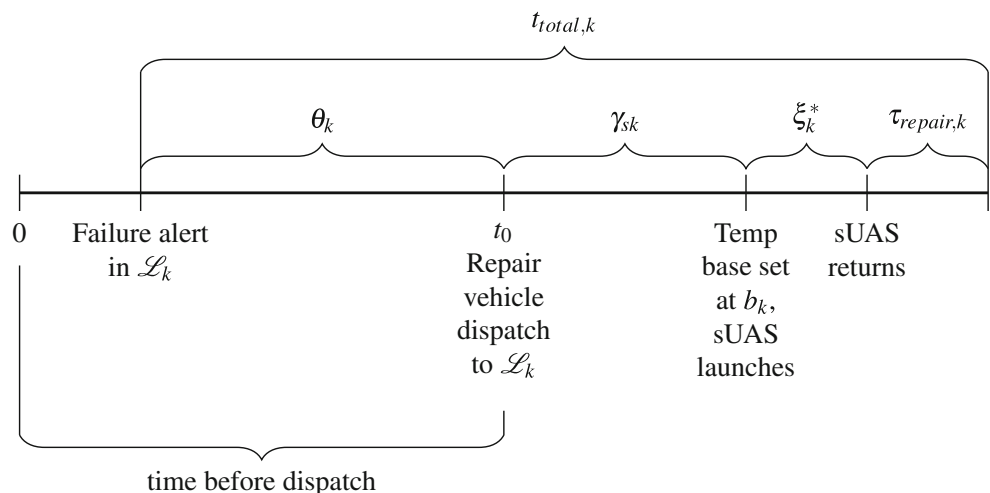 t_{total,k}
θ_k γ_{sk} ξ_k^* τ_{repair,k}
0
Failure alert
in ℒ_k
t_0
Repair
vehicle
dispatch
to ℒ_k
Temp
base set
at b_k,
sUAS
launches
sUAS
returns
time before dispatch